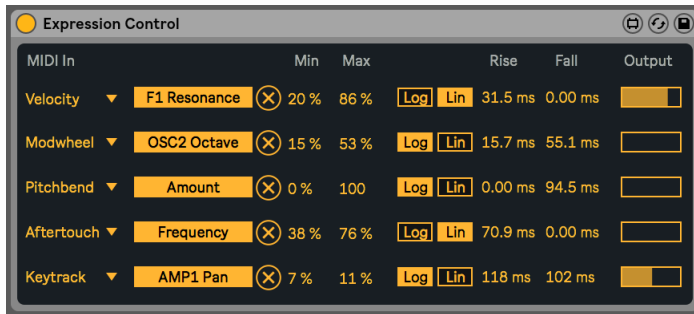 Expression Control
MIDI In Min Max Rise Fall Output
Velocity F1 Resonance 20 % 86 % Log Lin 31.5 ms 0.00 ms
Modwheel OSC2 Octave 15 % 53 % Log Lin 15.7 ms 55.1 ms
Pitchbend Amount 0 % 100 Log Lin 0.00 ms 94.5 ms
Aftertouch Frequency 38 % 76 % Log Lin 70.9 ms 0.00 ms
Keytrack AMP1 Pan 7 % 11 % Log Lin 118 ms 102 ms